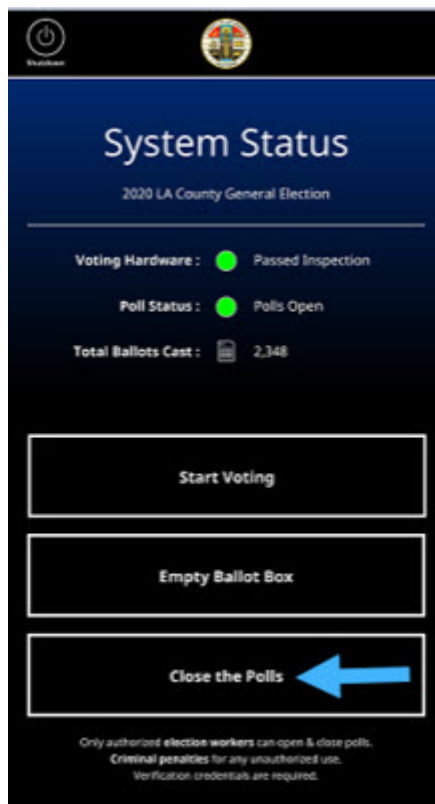 Shutdown
System Status
2020 LA County General Election
Voting Hardware : Passed Inspection
Poll Status : Polls Open
Total Ballots Cast : 2,348
Start Voting
Empty Ballot Box
Close the Polls
Only authorized election workers can open & close polls.
Criminal penalties for any unauthorized use.
Verification credentials are required.